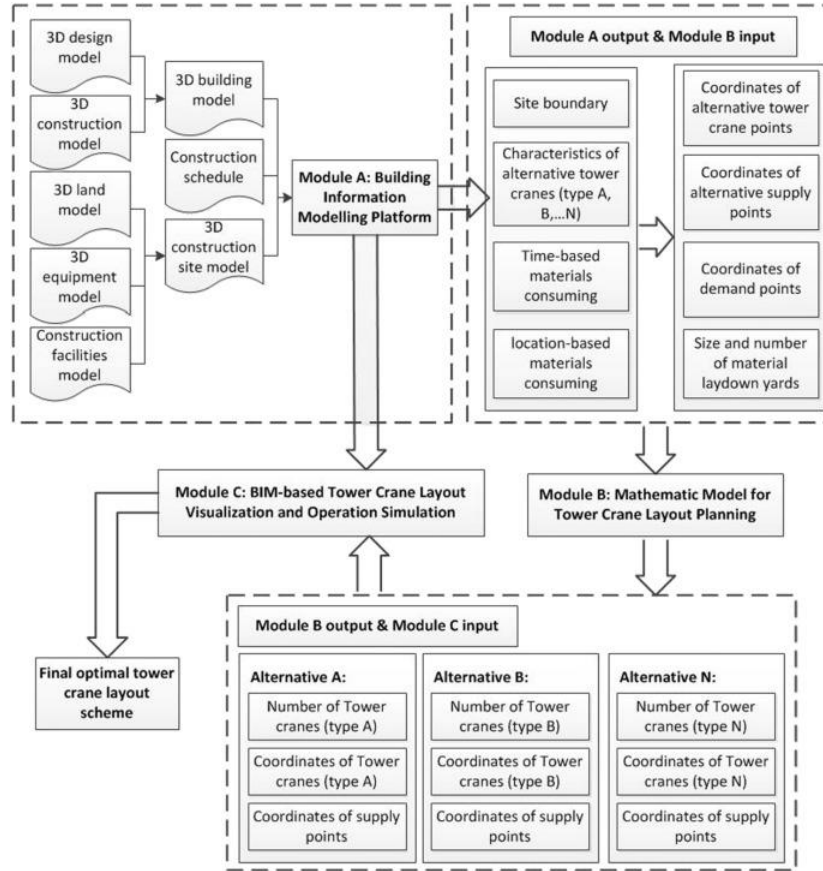 3D design
model
3D
construction
model
3D land
model
3D
equipment
model
Construction
facilities
model
3D building
model
Construction
schedule
3D
construction
site model
Module A: Building
Information
Modelling Platform
Module A output & Module B input
Site boundary
Characteristics of
alternative tower
cranes (type A,
B,...N)
Time-based
materials
consuming
location-based
materials
consuming
Coordinates of
alternative tower
crane points
Coordinates of
alternative supply
points
Coordinates of
demand points
Size and number
of material
laydown yards
Module C: BIM-based Tower Crane Layout
Visualization and Operation Simulation
Module B: Mathematic Model for
Tower Crane Layout Planning
Module B output & Module C input
Final optimal tower
crane layout
scheme
Alternative A:
Number of Tower
cranes (type A)
Coordinates of Tower
cranes (type A)
Coordinates of supply
points
Alternative B:
Number of Tower
cranes (type B)
Coordinates of Tower
cranes (type B)
Coordinates of supply
points
Alternative N:
Number of Tower
cranes (type N)
Coordinates of Tower
cranes (type N)
Coordinates of supply
points